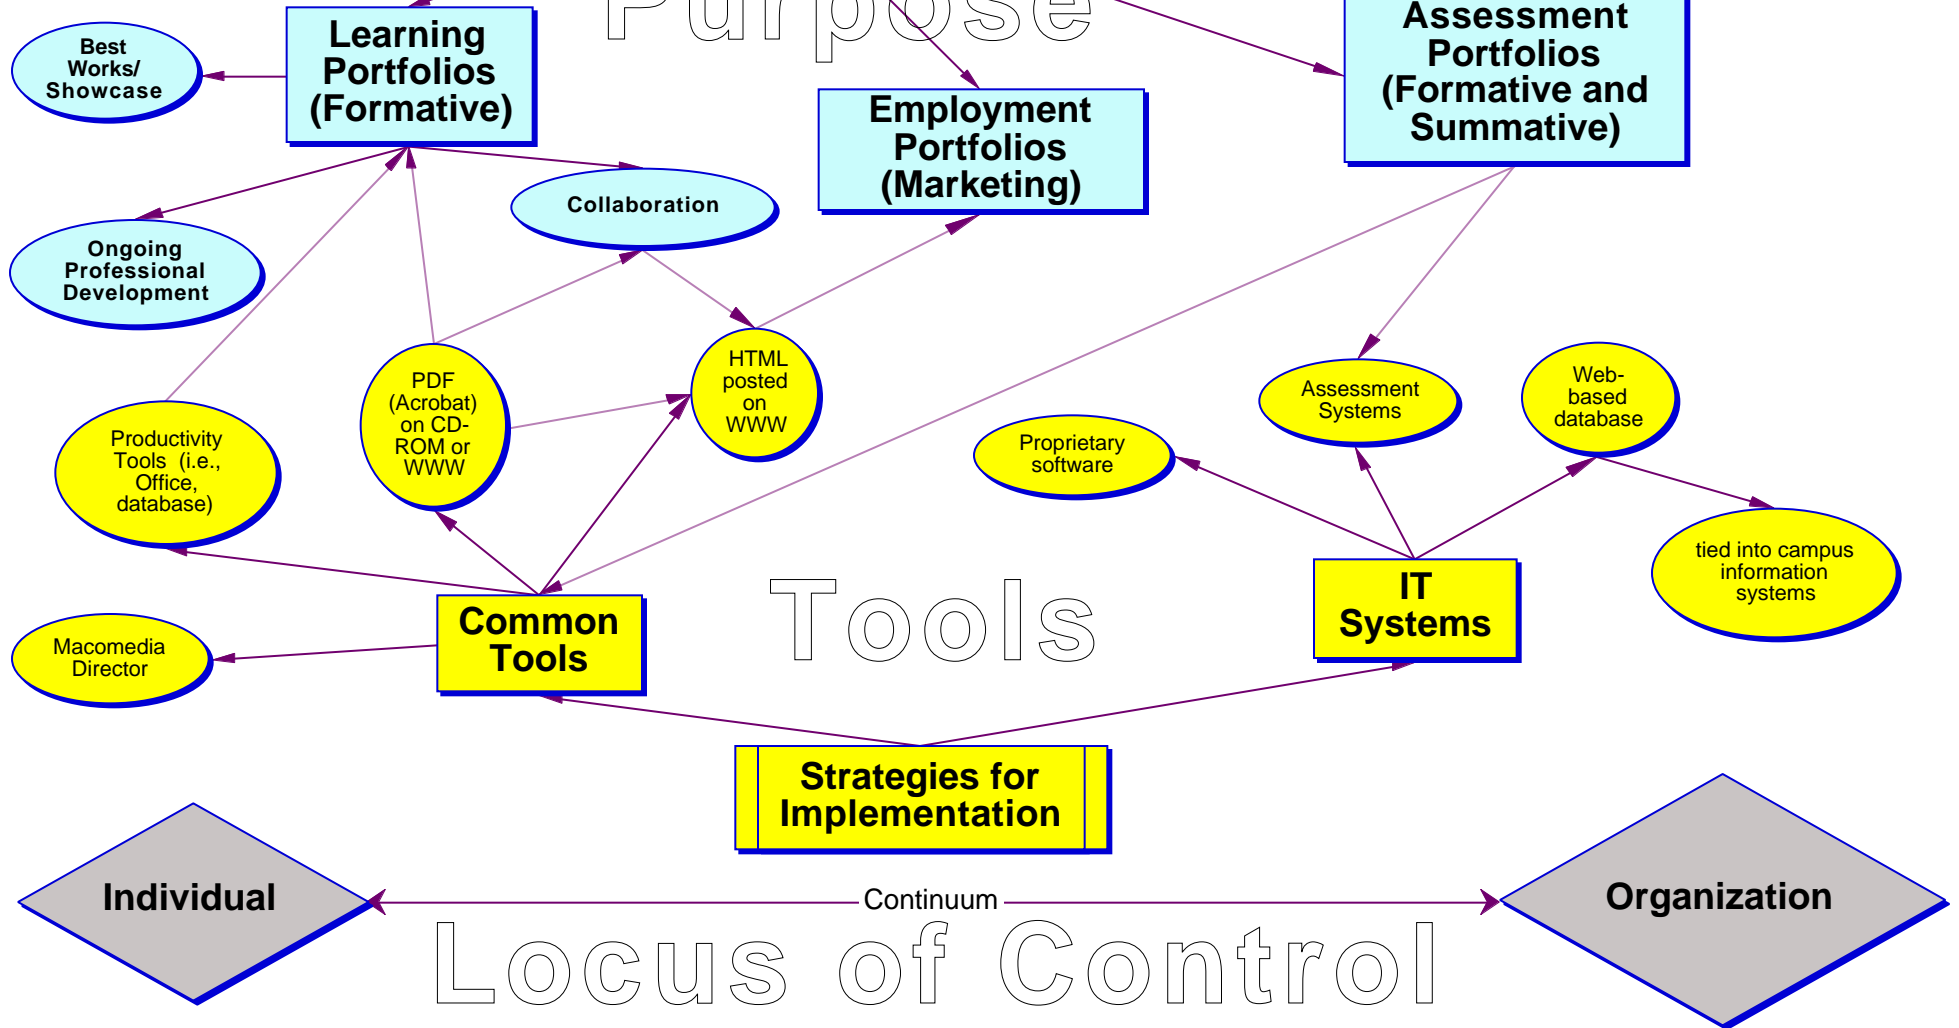 Purpose
Learning
Portfolios
(Formative)
Assessment
Portfolios
(Formative and
Summative)
Best
Works/
Showcase
Employment
Portfolios
(Marketing)
Collaboration
Ongoing
Professional
Development
HTML
posted
on
WWW
PDF
(Acrobat)
on CD-
ROM or
WWW
Assessment
Systems
Web-
based
database
Productivity
Tools (i.e.,
Office,
database)
Proprietary
software
tied into campus
information
systems
Tools
IT
Systems
Common
Tools
Macomedia
Director
Strategies for
Implementation
Individual
Continuum
Organization
Locus of Control